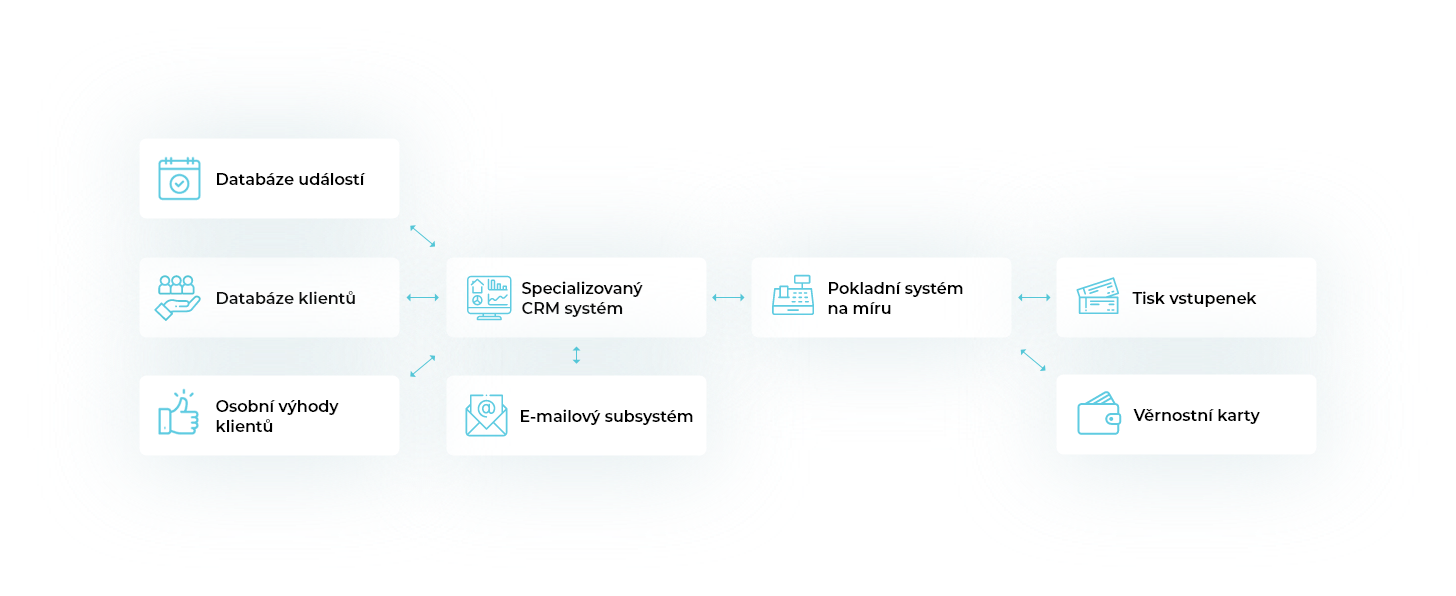 Databáze událostí
Databáze klientů
Osobní výhody
klientů
Specializovaný
CRM systém
E-mailový subsystém
Pokladní systém
na míru
Tisk vstupenek
Věrnostní karty